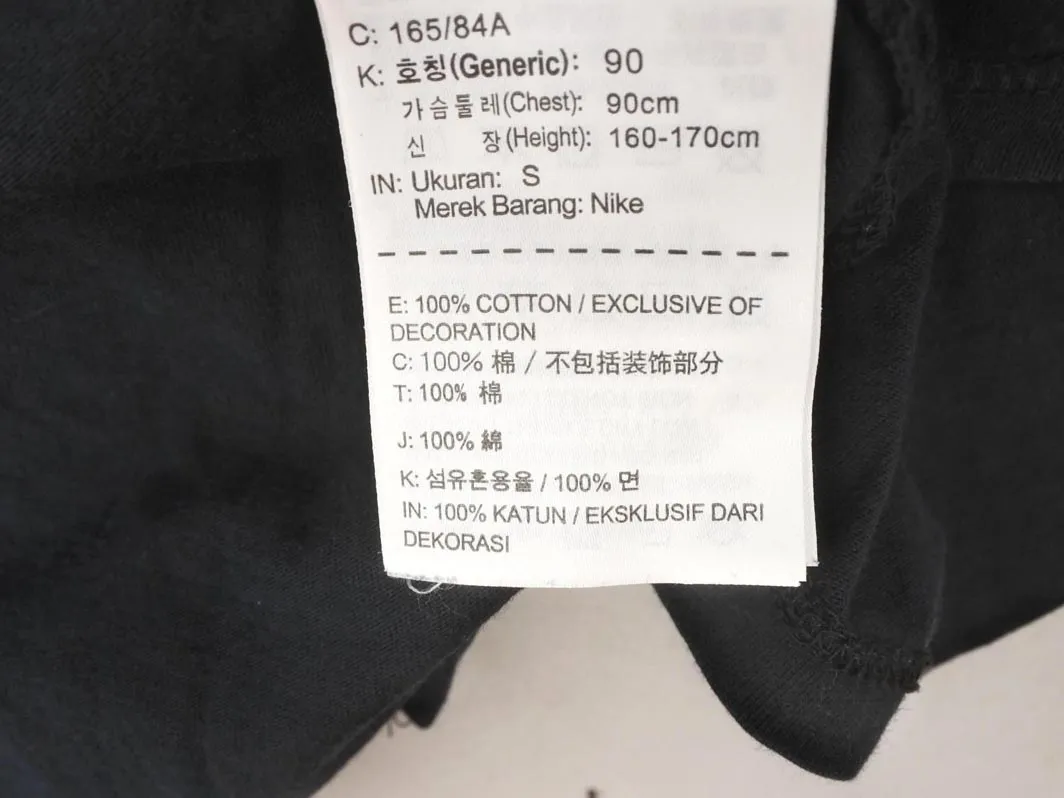 C: 165/84A
K: 호칭(Generic): 90
가슴둘레(Chest): 90cm
신 장(Height): 160-170cm
IN: Ukuran: S
Merek Barang: Nike
E: 100% COTTON / EXCLUSIVE OF
DECORATION
C: 100% 棉 / 不包括装饰部分
T: 100% 棉
J: 100% 綿
K: 섬유혼용율 / 100% 면
IN: 100% KATUN / EKSKLUSIF DARI
DEKORASI